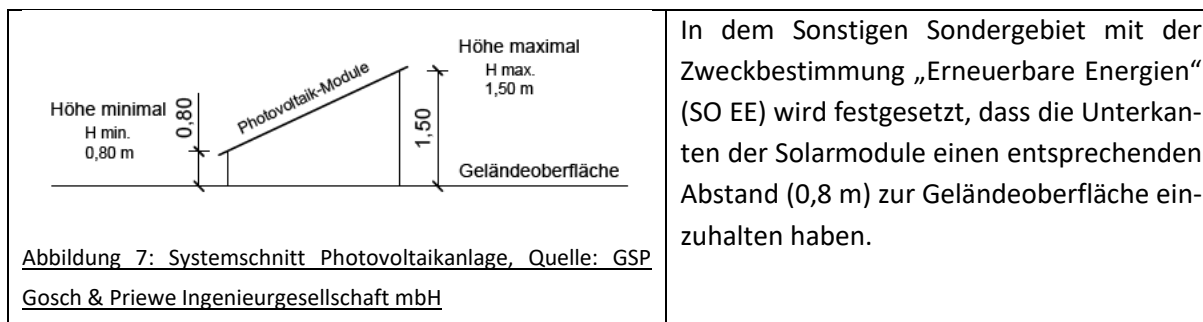 Höhe maximal
H max.
1,50 m
Photovoltaik-Module
Höhe minimal
H min.
0,80 m
0,80
1,50
Geländeoberfläche
Abbildung 7: Systemschnitt Photovoltaikanlage, Quelle: GSP
Gosch & Priewe Ingenieurgesellschaft mbH
In dem Sonstigen Sondergebiet mit der
Zweckbestimmung „Erneuerbare Energien“
(SO EE) wird festgesetzt, dass die Unterkan-
ten der Solarmodule einen entsprechenden
Abstand (0,8 m) zur Geländeoberfläche ein-
zuhalten haben.